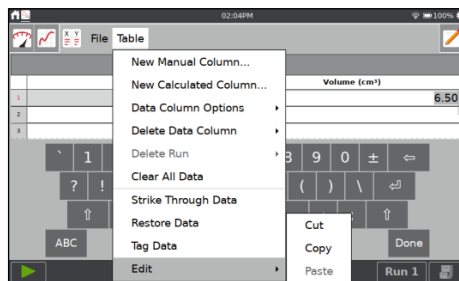 02:04PM
100%
X Y
File Table
New Manual Column...
New Calculated Column...
Data Column Options
Delete Data Column
Delete Run
Clear All Data
Strike Through Data
Restore Data
Tag Data
Edit
Cut
Copy
Paste
Volume (cm³)
1
6.50
2
3
` 1 8 9 0 ±
? ! ( ) \
ABC
Done
Run 1